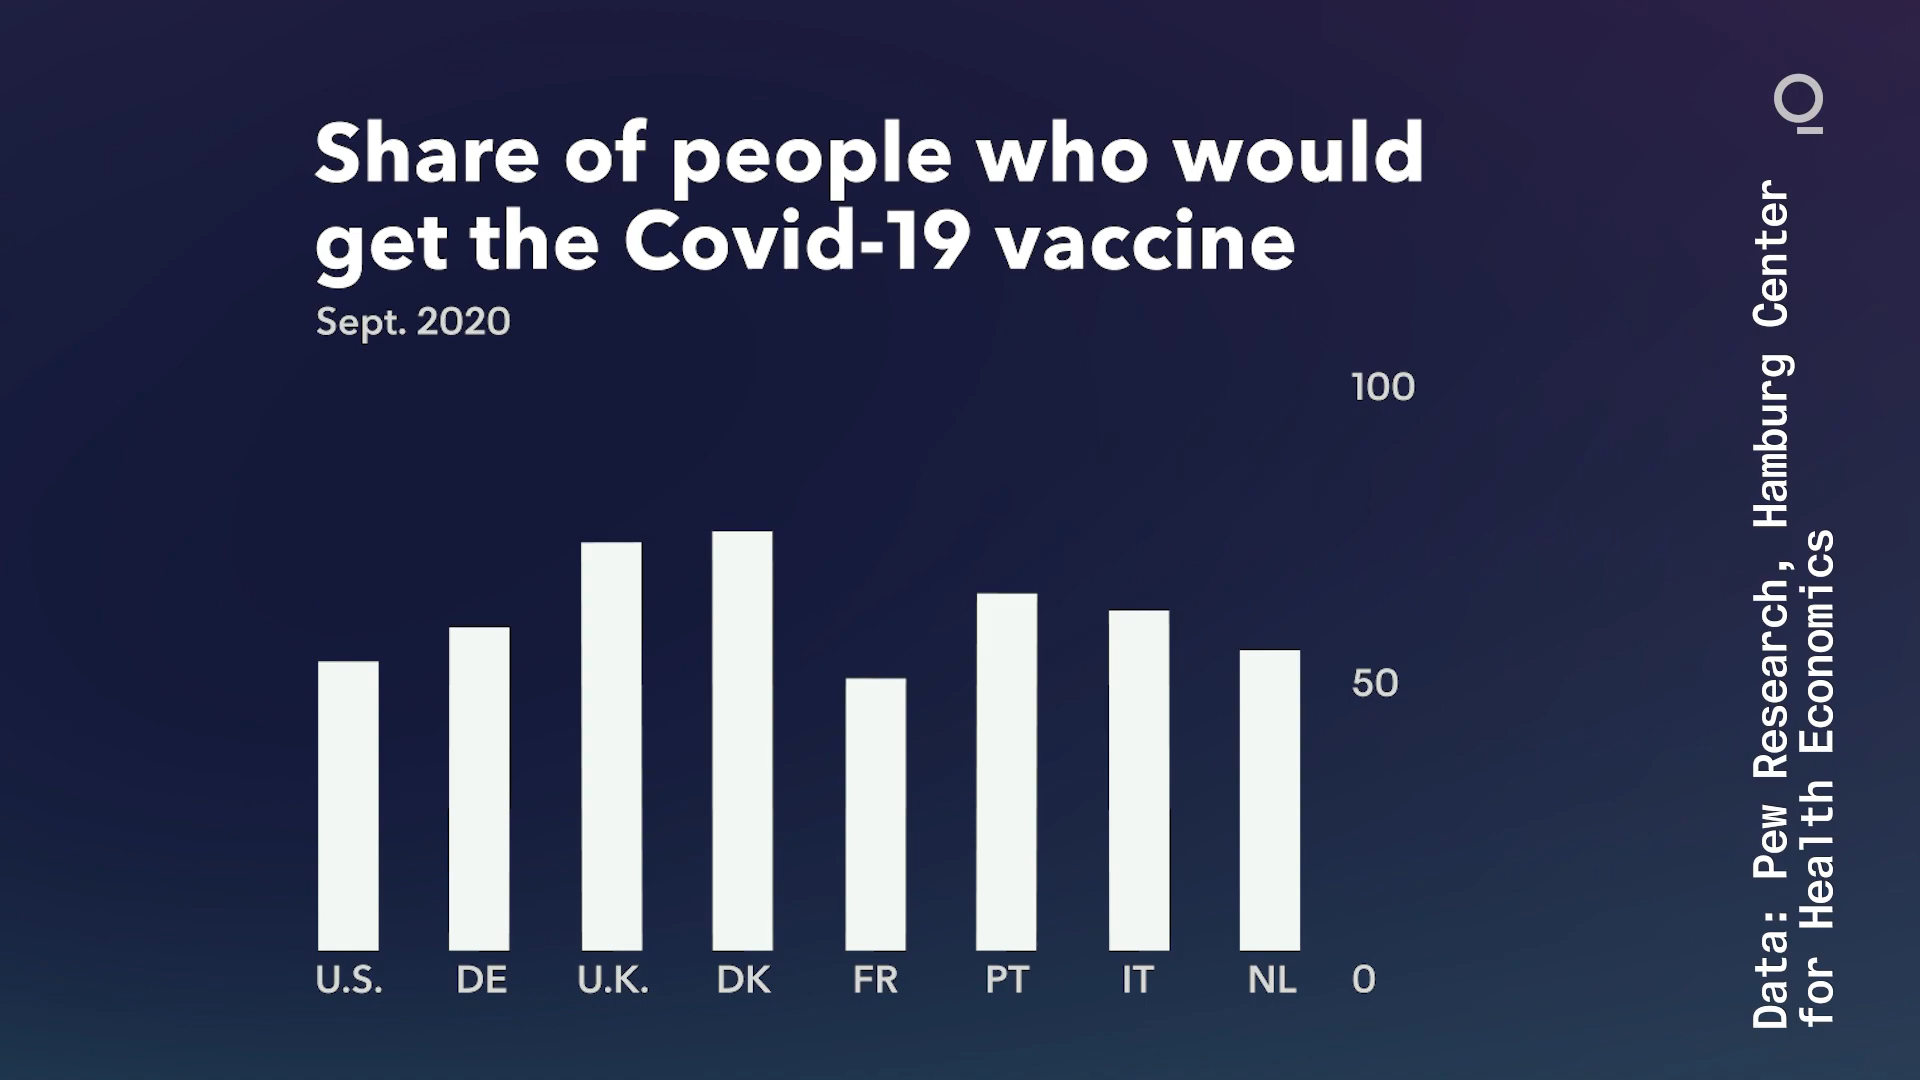 Share of people who would
get the Covid-19 vaccine
Sept. 2020
100
50
0
U.S. DE U.K. DK FR PT IT NL
Data: Pew Research, Hamburg Center
for Health Economics